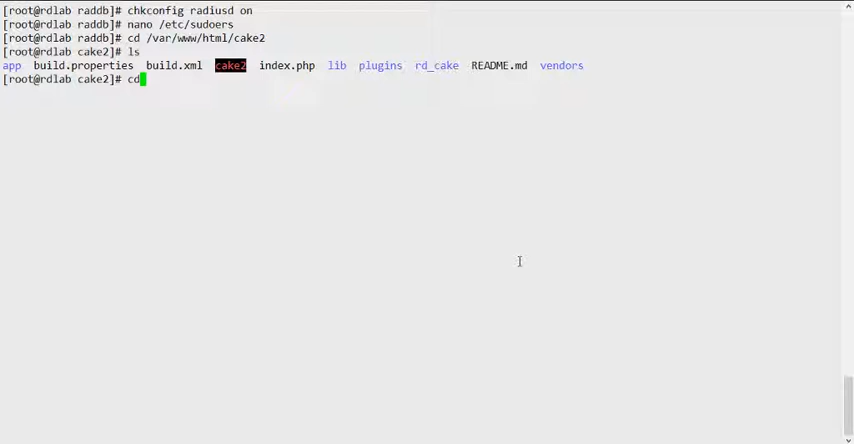 [root@rdlab raddb]# chkconfig radiusd on
[root@rdlab raddb]# nano /etc/sudoers
[root@rdlab raddb]# cd /var/www/html/cake2
[root@rdlab cake2]# ls
app build.properties build.xml cake2 index.php lib plugins rd_cake README.md vendors
[root@rdlab cake2]# cd